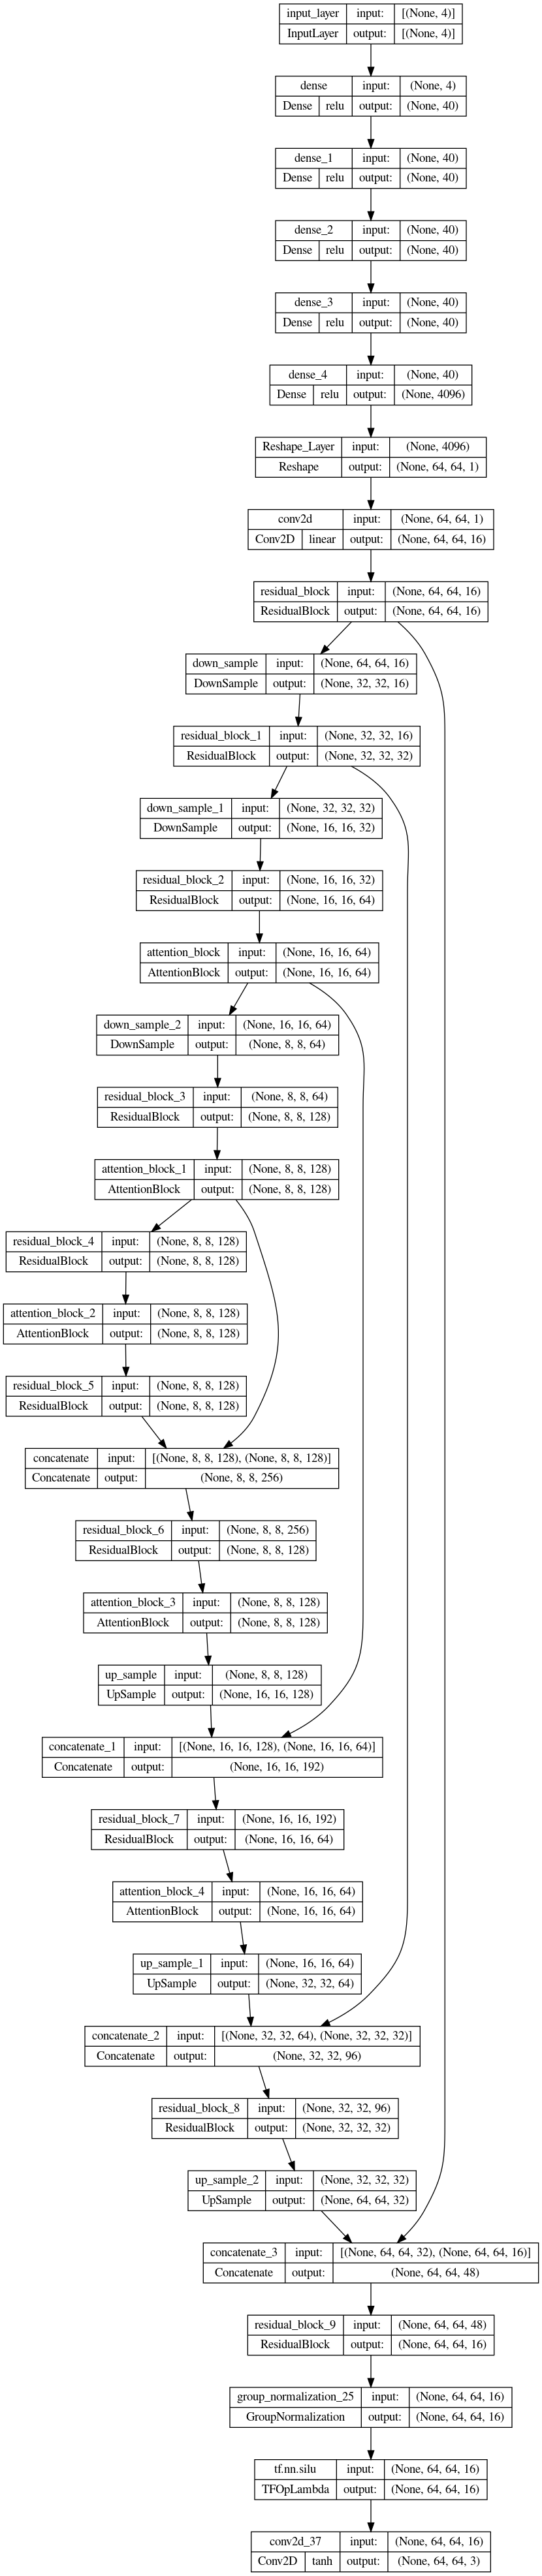 input_layer input: [(None, 4)]
InputLayer output: [(None, 4)]
dense input: (None, 4)
Dense relu output: (None, 40)
dense_1 input: (None, 40)
Dense relu output: (None, 40)
dense_2 input: (None, 40)
Dense relu output: (None, 40)
dense_3 input: (None, 40)
Dense relu output: (None, 40)
dense_4 input: (None, 40)
Dense relu output: (None, 4096)
Reshape_Layer input: (None, 4096)
Reshape output: (None, 64, 64, 1)
conv2d input: (None, 64, 64, 1)
Conv2D linear output: (None, 64, 64, 16)
residual_block input: (None, 64, 64, 16)
ResidualBlock output: (None, 64, 64, 16)
down_sample input: (None, 64, 64, 16)
DownSample output: (None, 32, 32, 16)
residual_block_1 input: (None, 32, 32, 16)
ResidualBlock output: (None, 32, 32, 32)
down_sample_1 input: (None, 32, 32, 32)
DownSample output: (None, 16, 16, 32)
residual_block_2 input: (None, 16, 16, 32)
ResidualBlock output: (None, 16, 16, 64)
attention_block input: (None, 16, 16, 64)
AttentionBlock output: (None, 16, 16, 64)
down_sample_2 input: (None, 16, 16, 64)
DownSample output: (None, 8, 8, 64)
residual_block_3 input: (None, 8, 8, 64)
ResidualBlock output: (None, 8, 8, 128)
attention_block_1 input: (None, 8, 8, 128)
AttentionBlock output: (None, 8, 8, 128)
residual_block_4 input: (None, 8, 8, 128)
ResidualBlock output: (None, 8, 8, 128)
attention_block_2 input: (None, 8, 8, 128)
AttentionBlock output: (None, 8, 8, 128)
residual_block_5 input: (None, 8, 8, 128)
ResidualBlock output: (None, 8, 8, 128)
concatenate input: [(None, 8, 8, 128), (None, 8, 8, 128)]
Concatenate output: (None, 8, 8, 256)
residual_block_6 input: (None, 8, 8, 256)
ResidualBlock output: (None, 8, 8, 128)
attention_block_3 input: (None, 8, 8, 128)
AttentionBlock output: (None, 8, 8, 128)
up_sample input: (None, 8, 8, 128)
UpSample output: (None, 16, 16, 128)
concatenate_1 input: [(None, 16, 16, 128), (None, 16, 16, 64)]
Concatenate output: (None, 16, 16, 192)
residual_block_7 input: (None, 16, 16, 192)
ResidualBlock output: (None, 16, 16, 64)
attention_block_4 input: (None, 16, 16, 64)
AttentionBlock output: (None, 16, 16, 64)
up_sample_1 input: (None, 16, 16, 64)
UpSample output: (None, 32, 32, 64)
concatenate_2 input: [(None, 32, 32, 64), (None, 32, 32, 32)]
Concatenate output: (None, 32, 32, 96)
residual_block_8 input: (None, 32, 32, 96)
ResidualBlock output: (None, 32, 32, 32)
up_sample_2 input: (None, 32, 32, 32)
UpSample output: (None, 64, 64, 32)
concatenate_3 input: [(None, 64, 64, 32), (None, 64, 64, 16)]
Concatenate output: (None, 64, 64, 48)
residual_block_9 input: (None, 64, 64, 48)
ResidualBlock output: (None, 64, 64, 16)
group_normalization_25 input: (None, 64, 64, 16)
GroupNormalization output: (None, 64, 64, 16)
tf.nn.silu input: (None, 64, 64, 16)
TFOpLambda output: (None, 64, 64, 16)
conv2d_37 input: (None, 64, 64, 16)
Conv2D tanh output: (None, 64, 64, 3)